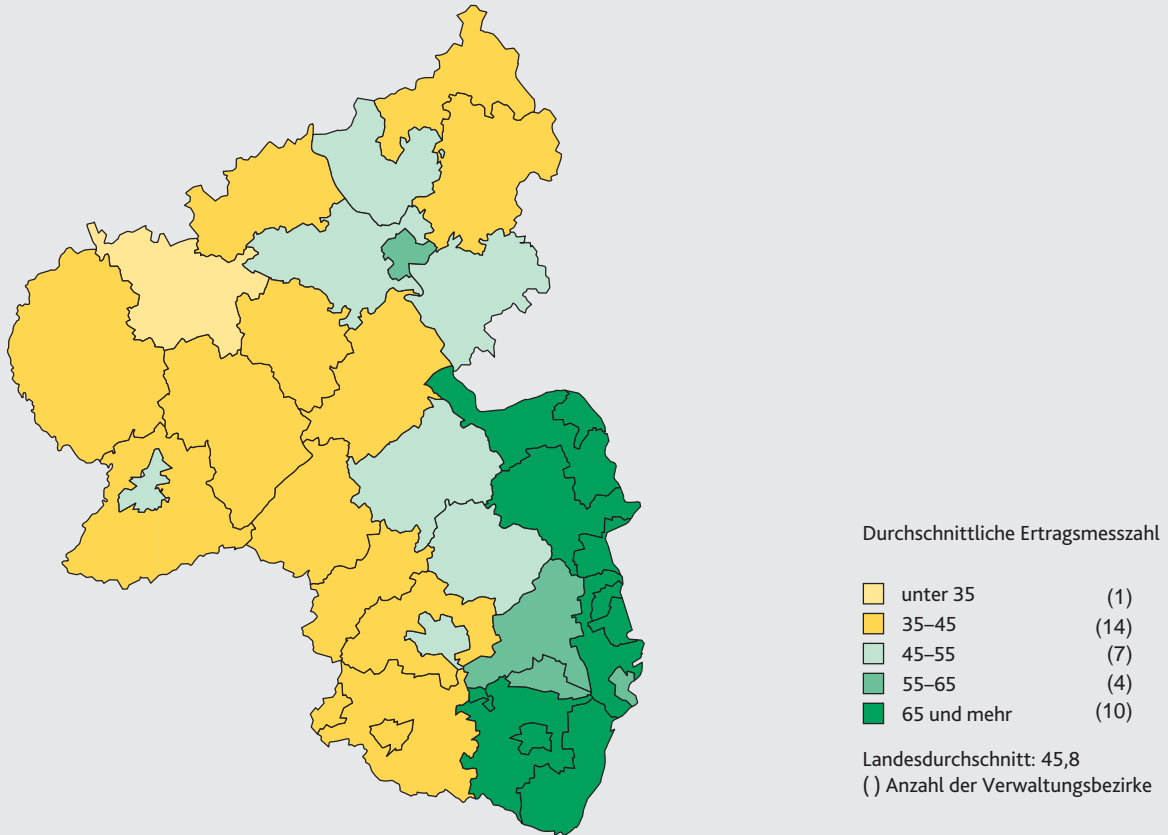 Durchschnittliche Ertragsmesszahl
unter 35 (1)
35–45 (14)
45–55 (7)
55–65 (4)
65 und mehr (10)
Landesdurchschnitt: 45,8
( ) Anzahl der Verwaltungsbezirke